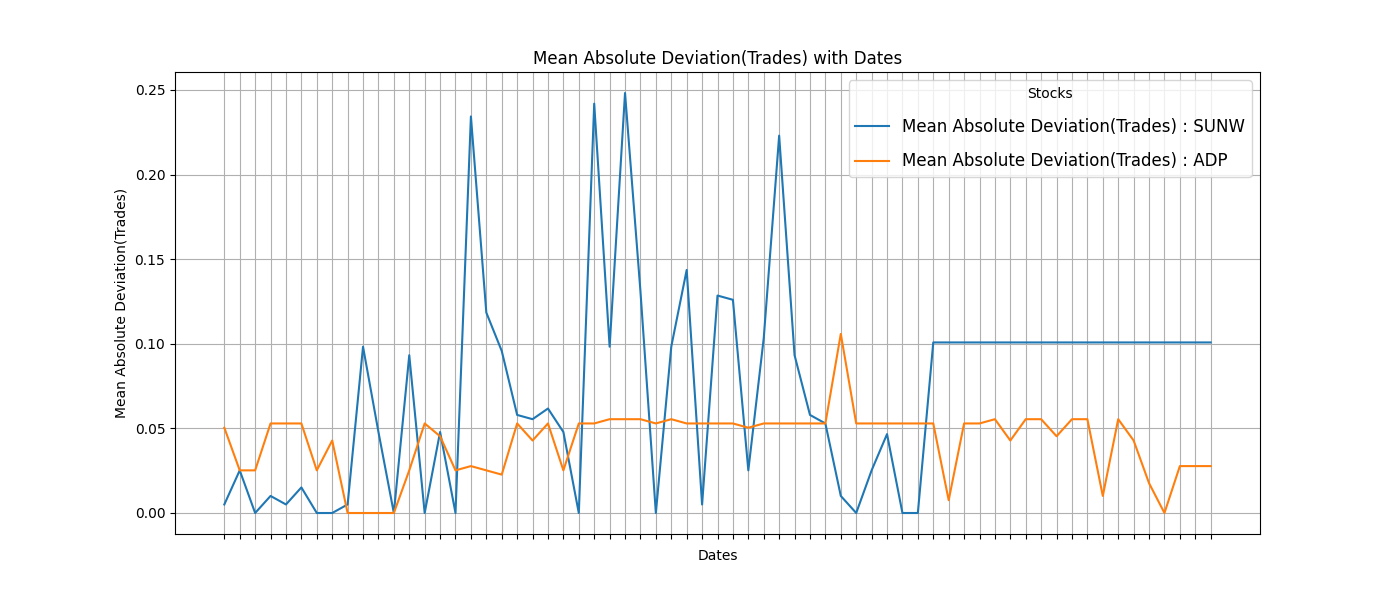 Mean Absolute Deviation(Trades) with Dates
Stocks
Mean Absolute Deviation(Trades) : SUNW
Mean Absolute Deviation(Trades) : ADP
Mean Absolute Deviation(Trades)
0.25
0.20
0.15
0.10
0.05
0.00
Dates